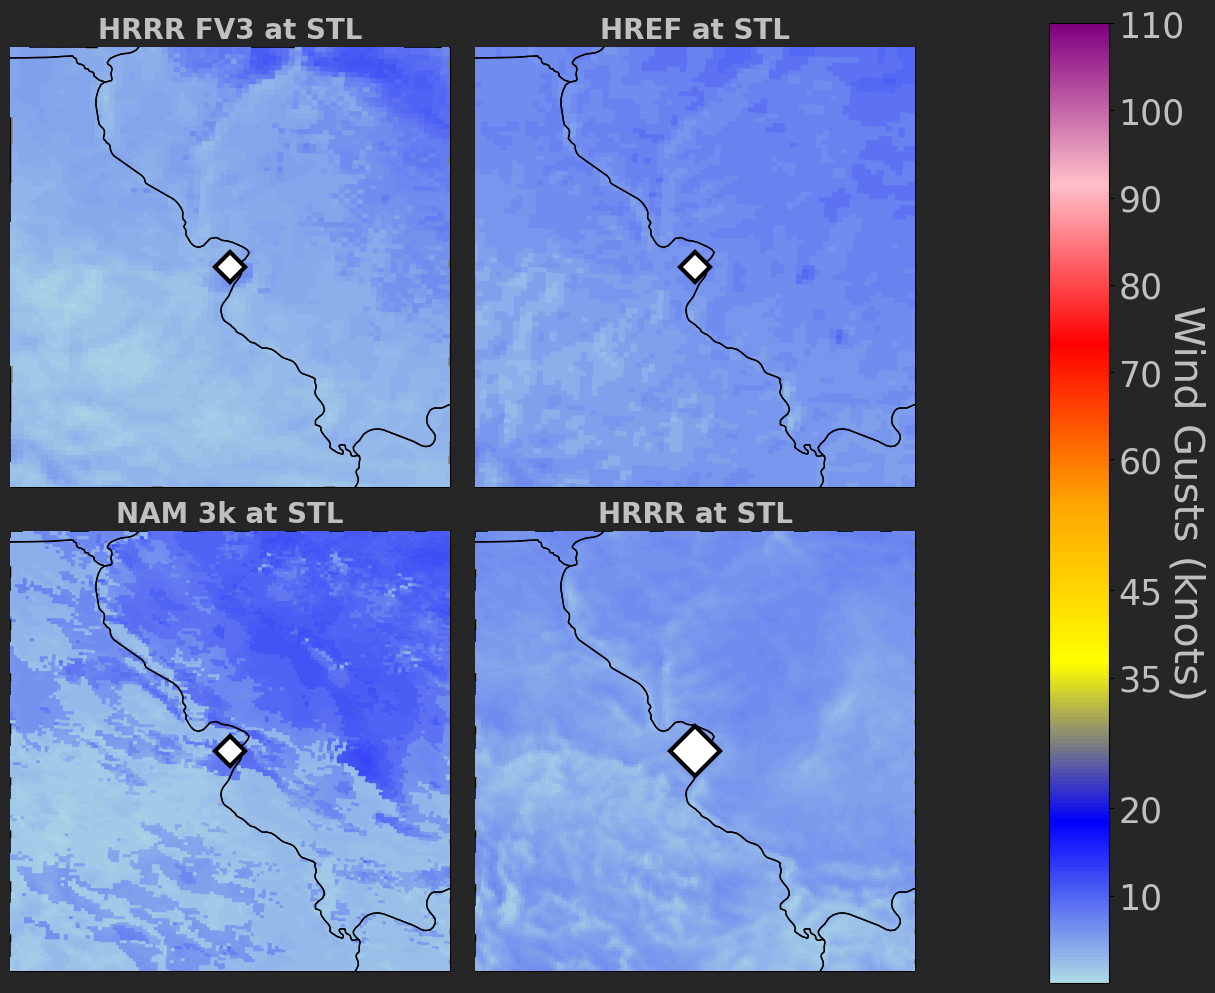 HRRR FV3 at STL
HREF at STL
NAM 3k at STL
HRRR at STL
110
100
90
80
70
60
45
35
20
10
Wind Gusts (knots)